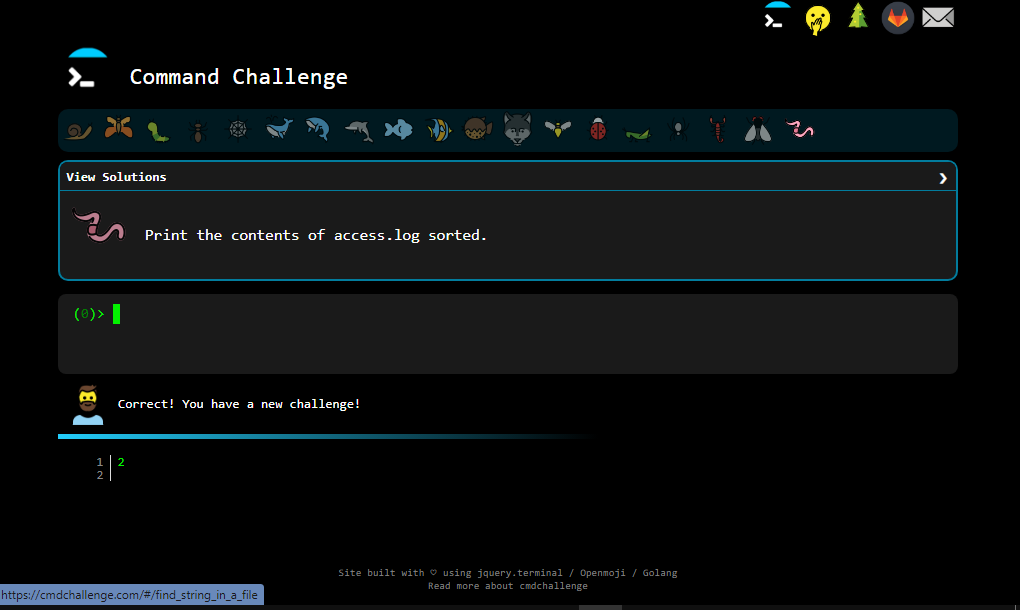 Command Challenge
View Solutions
Print the contents of access.log sorted.
(0)>
Correct! You have a new challenge!
1 2
2
Site built with ♡ using jquery.terminal / Openmoji / Golang
Read more about cmdchallenge
https://cmdchallenge.com/#/find_string_in_a_file